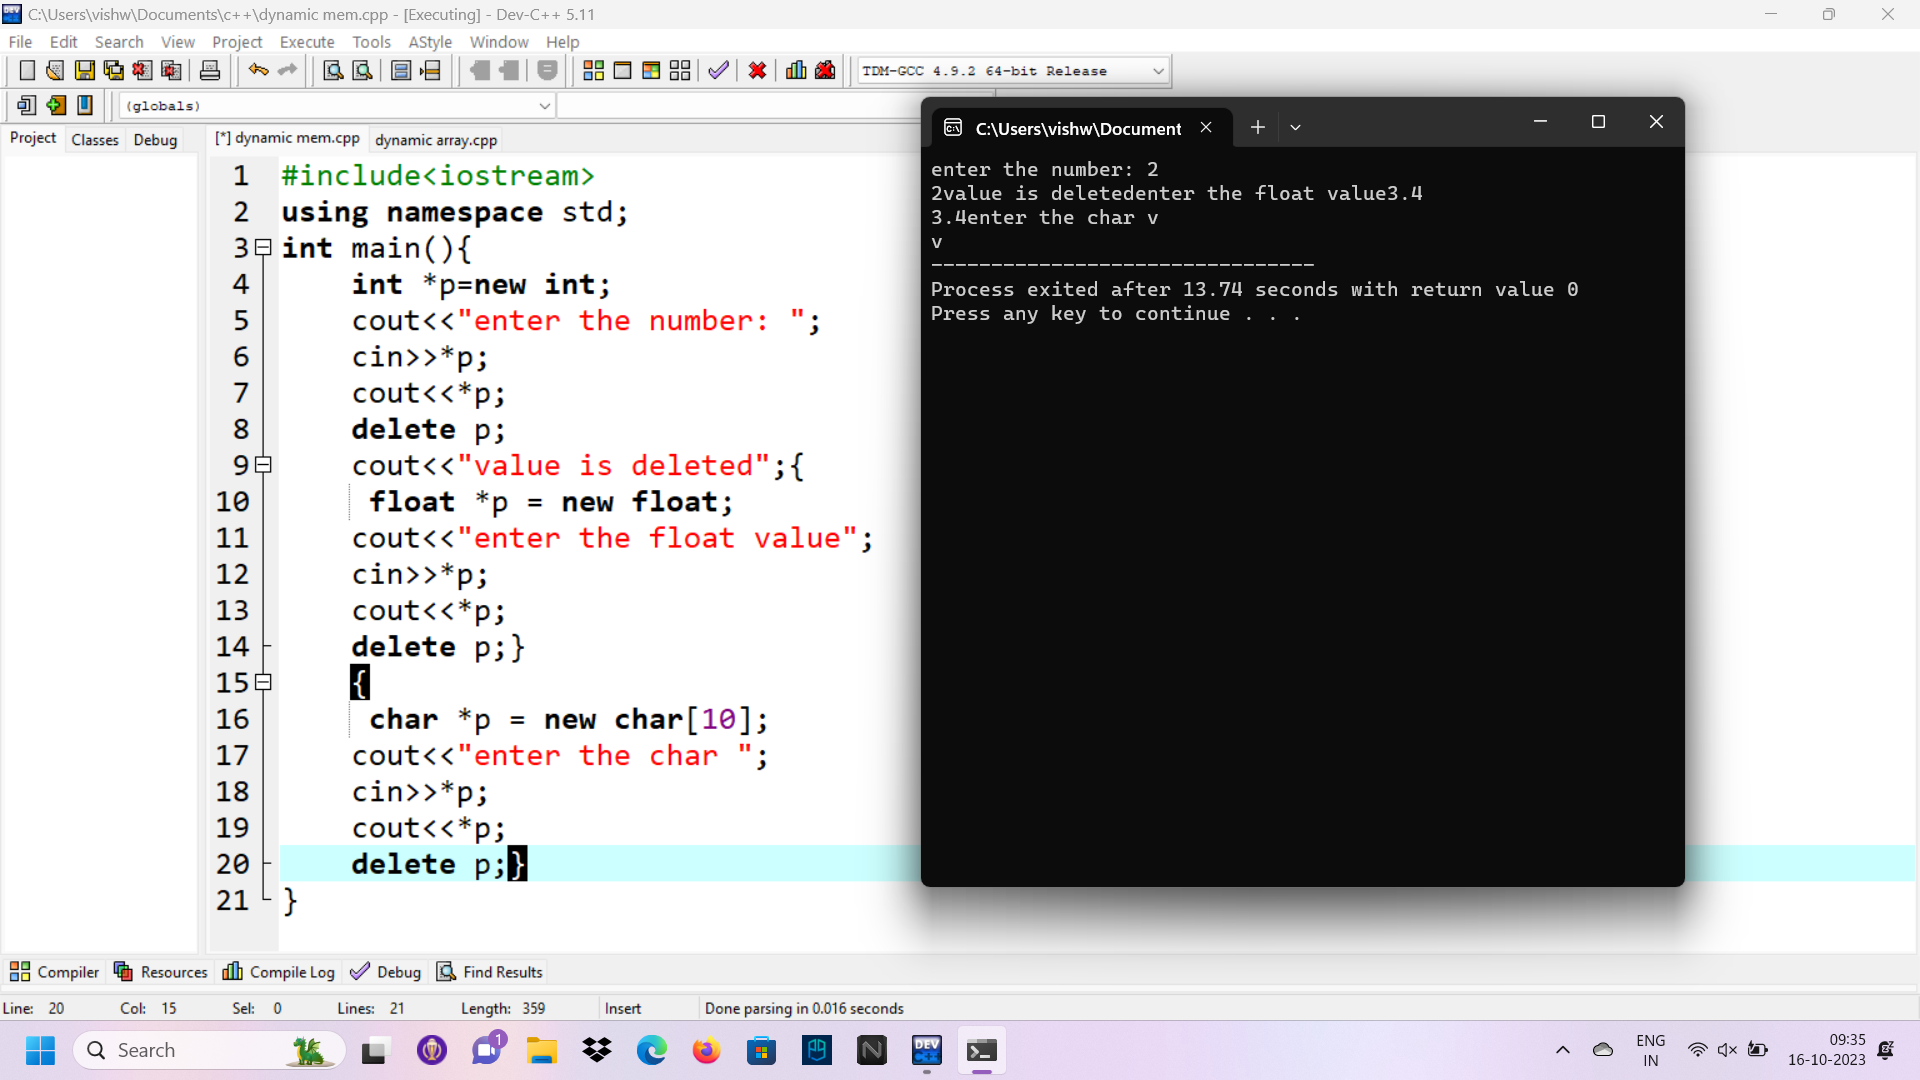 C:\Users\vishw\Documents\c++\dynamic mem.cpp - [Executing] - Dev-C++ 5.11
File Edit Search View Project Execute Tools AStyle Window Help
TDM-GCC 4.9.2 64-bit Release
(globals)
Project Classes Debug
[*] dynamic mem.cpp dynamic array.cpp
1 #include<iostream>
2 using namespace std;
3 int main(){
4 int *p=new int;
5 cout<<"enter the number: ";
6 cin>>*p;
7 cout<<*p;
8 delete p;
9 cout<<"value is deleted";{
10 float *p = new float;
11 cout<<"enter the float value";
12 cin>>*p;
13 cout<<*p;
14 delete p;}
15 {
16 char *p = new char[10];
17 cout<<"enter the char ";
18 cin>>*p;
19 cout<<*p;
20 delete p;}
21 }
C:\Users\vishw\Document
enter the number: 2
2value is deletedenter the float value3.4
3.4enter the char v
v
--------------------------------
Process exited after 13.74 seconds with return value 0
Press any key to continue . . .
Compiler Resources Compile Log Debug Find Results
Line: 20 Col: 15 Sel: 0 Lines: 21 Length: 359 Insert Done parsing in 0.016 seconds
Search
1
DEV
C++
ENG
IN
09:35
16-10-2023